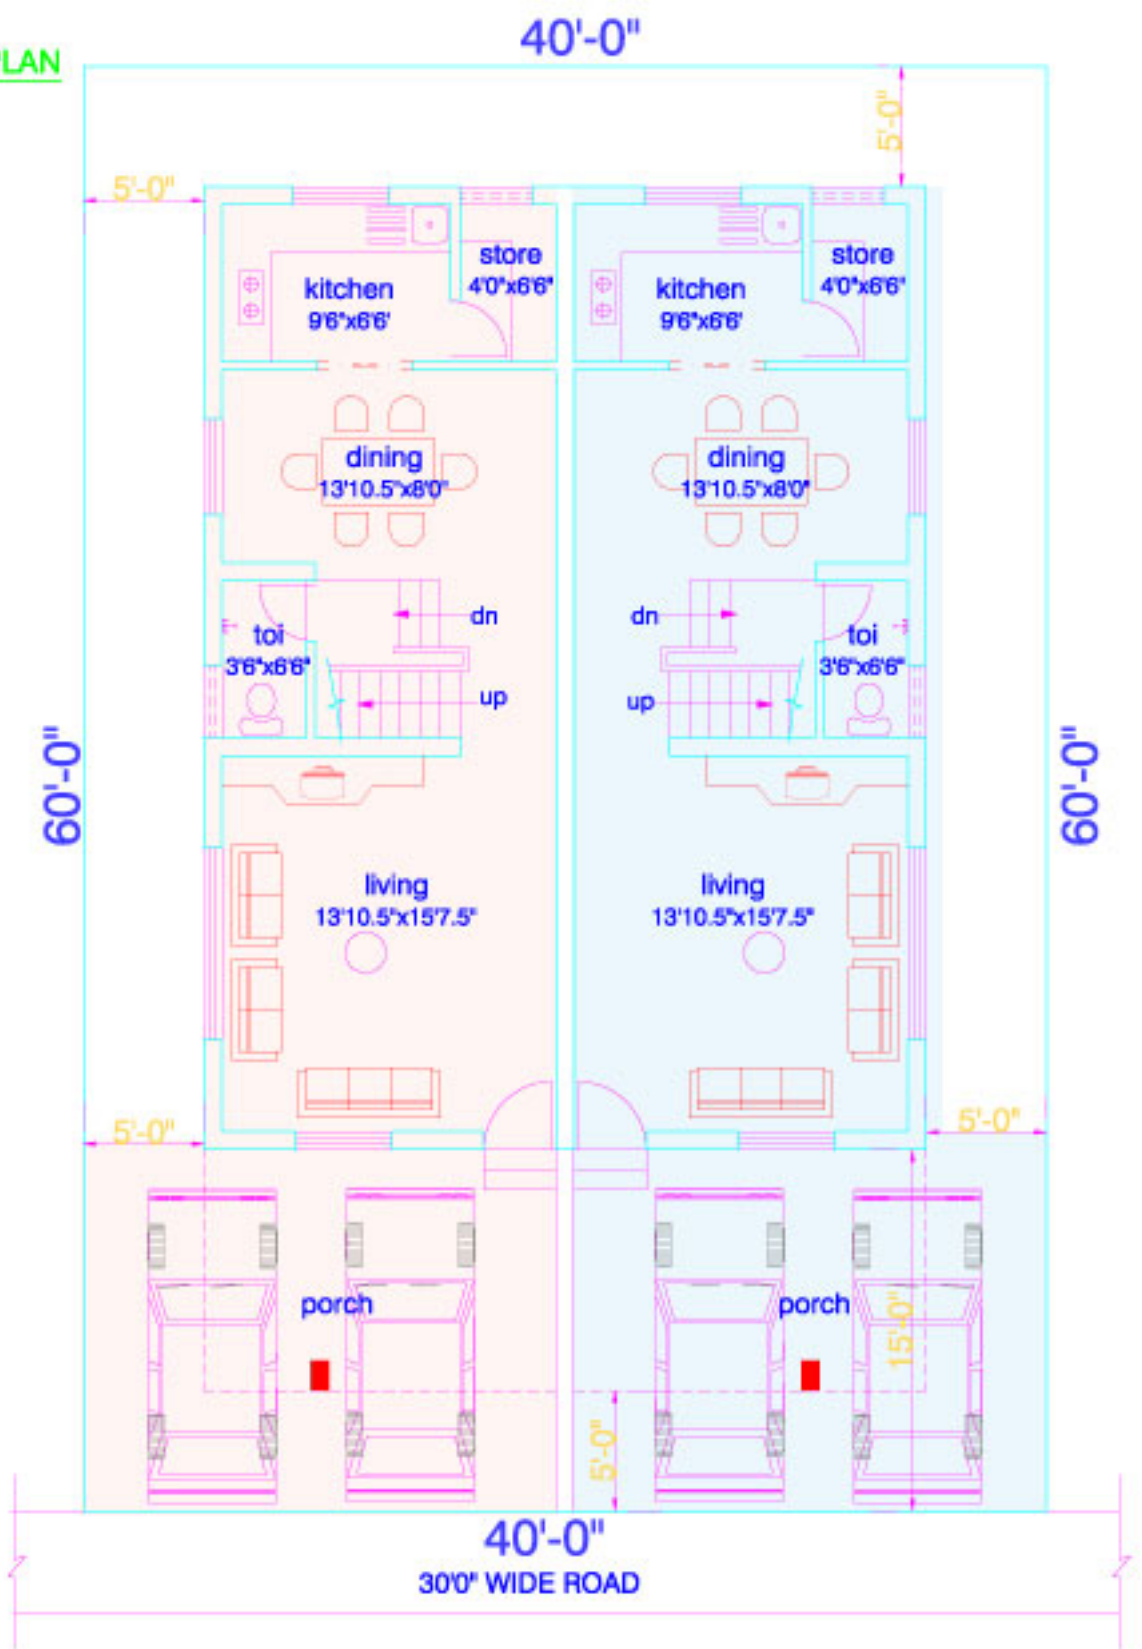 40'-0"
PLAN
5'-0"
5'-0"
kitchen
9'6"x6'6'
store
4'0"x6'6"
kitchen
9'6"x6'6'
store
4'0"x6'6"
dining
13'10.5"x8'0"
dining
13'10.5"x8'0"
dn
dn
toi
3'6"x6'6"
toi
3'6"x6'6"
up
up
60'-0"
60'-0"
living
13'10.5"x15'7.5"
living
13'10.5"x15'7.5"
5'-0"
5'-0"
porch
porch
15'-0"
5'-0"
40'-0"
30'0" WIDE ROAD